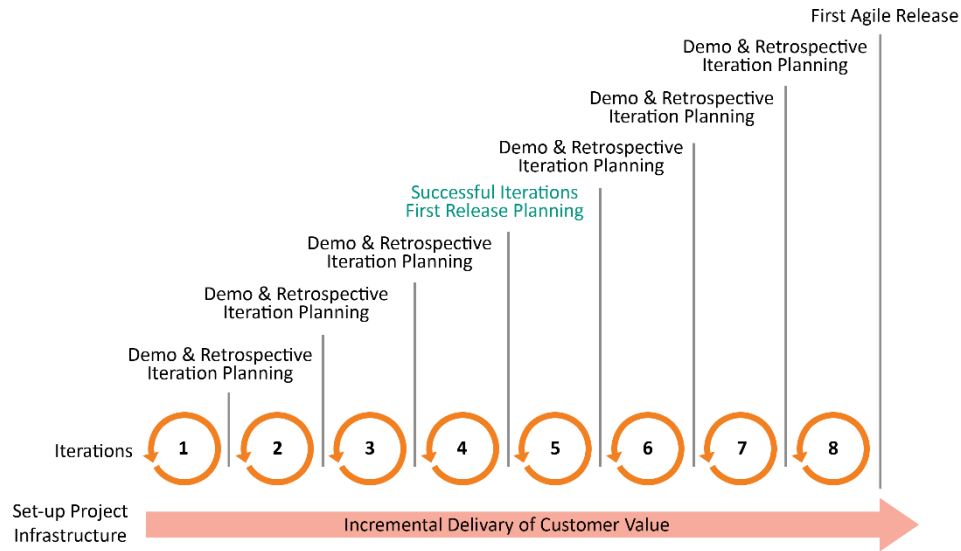 First Agile Release
Demo & Retrospective
Iteration Planning
Demo & Retrospective
Iteration Planning
Demo & Retrospective
Iteration Planning
Successful Iterations
First Release Planning
Demo & Retrospective
Iteration Planning
Demo & Retrospective
Iteration Planning
Demo & Retrospective
Iteration Planning
Iterations
1
2
3
4
5
6
7
8
Set-up Project
Infrastructure
Incremental Delivary of Customer Value